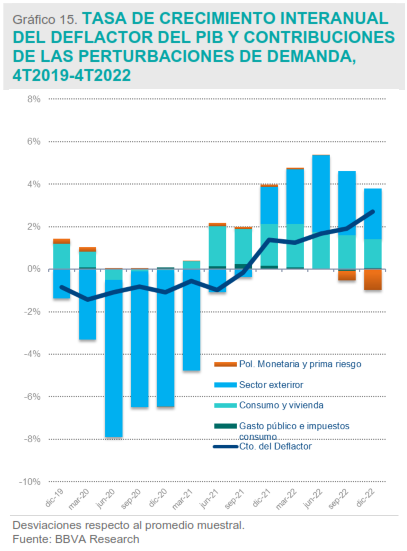 Gráfico 15. TASA DE CRECIMIENTO INTERANUAL
DEL DEFLACTOR DEL PIB Y CONTRIBUCIONES
DE LAS PERTURBACIONES DE DEMANDA,
4T2019-4T2022
8%
6%
4%
2%
0%
-2%
-4%
-6%
-8%
-10%
Pol. Monetaria y prima riesgo
Sector exteriror
Consumo y vivienda
Gasto público e impuestos
consumo
Cto. del Deflactor
dic-19
mar-20
jun-20
sep-20
dic-20
mar-21
jun-21
sep-21
dic-21
mar-22
jun-22
sep-22
dic-22
Desviaciones respecto al promedio muestral.
Fuente: BBVA Research